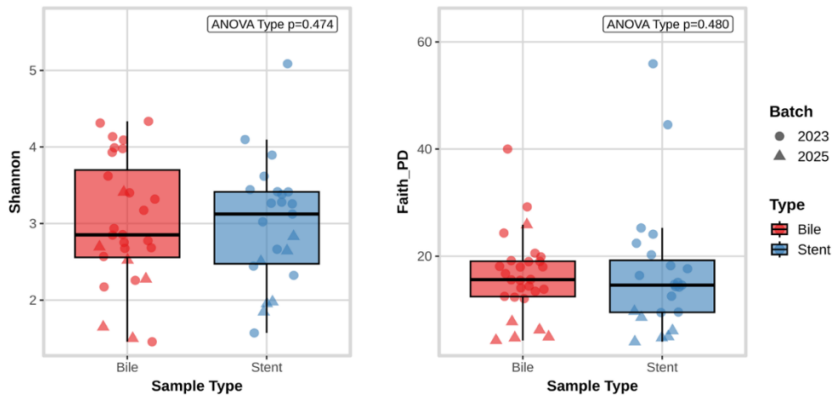 ANOVA Type p=0.474
Shannon
5
4
3
2
Bile
Stent
Sample Type
ANOVA Type p=0.480
Faith_PD
60
40
20
Bile
Stent
Sample Type
Batch
2023
2025
Type
Bile
Stent